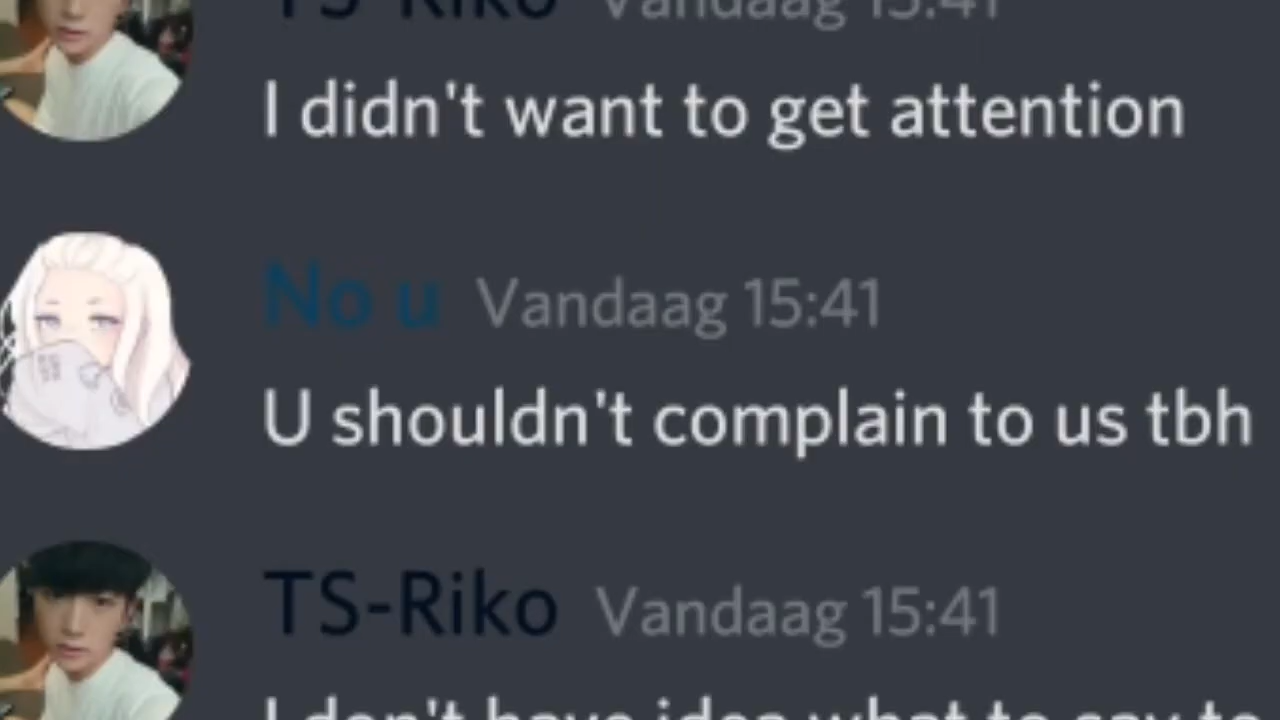 TS-Riko Vandaag 15:41
I didn't want to get attention
No u Vandaag 15:41
U shouldn't complain to us tbh
TS-Riko Vandaag 15:41
I don't have idea what to say to